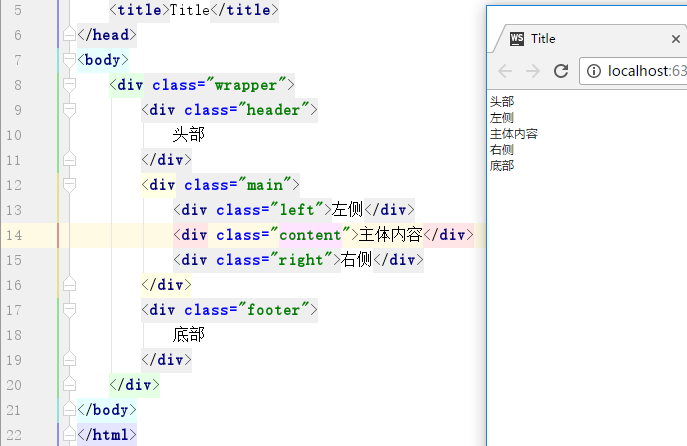 5 <title>Title</title>
6 </head>
7 <body>
8 <div class="wrapper">
9 <div class="header">
10 头部
11 </div>
12 <div class="main">
13 <div class="left">左侧</div>
14 <div class="content">主体内容</div>
15 <div class="right">右侧</div>
16 </div>
17 <div class="footer">
18 底部
19 </div>
20 </div>
21 </body>
22 </html>
WS Title
localhost:63
头部
左侧
主体内容
右侧
底部